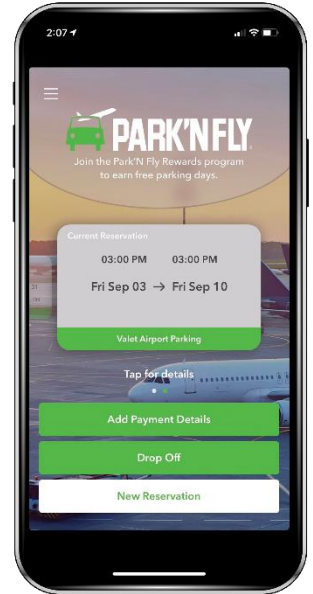 2:07
PARK'N FLY
Join the Park'N Fly Rewards program
to earn free parking days.
Current Reservation
03:00 PM 03:00 PM
Fri Sep 03 → Fri Sep 10
Valet Airport Parking
Tap for details
Add Payment Details
Drop Off
New Reservation